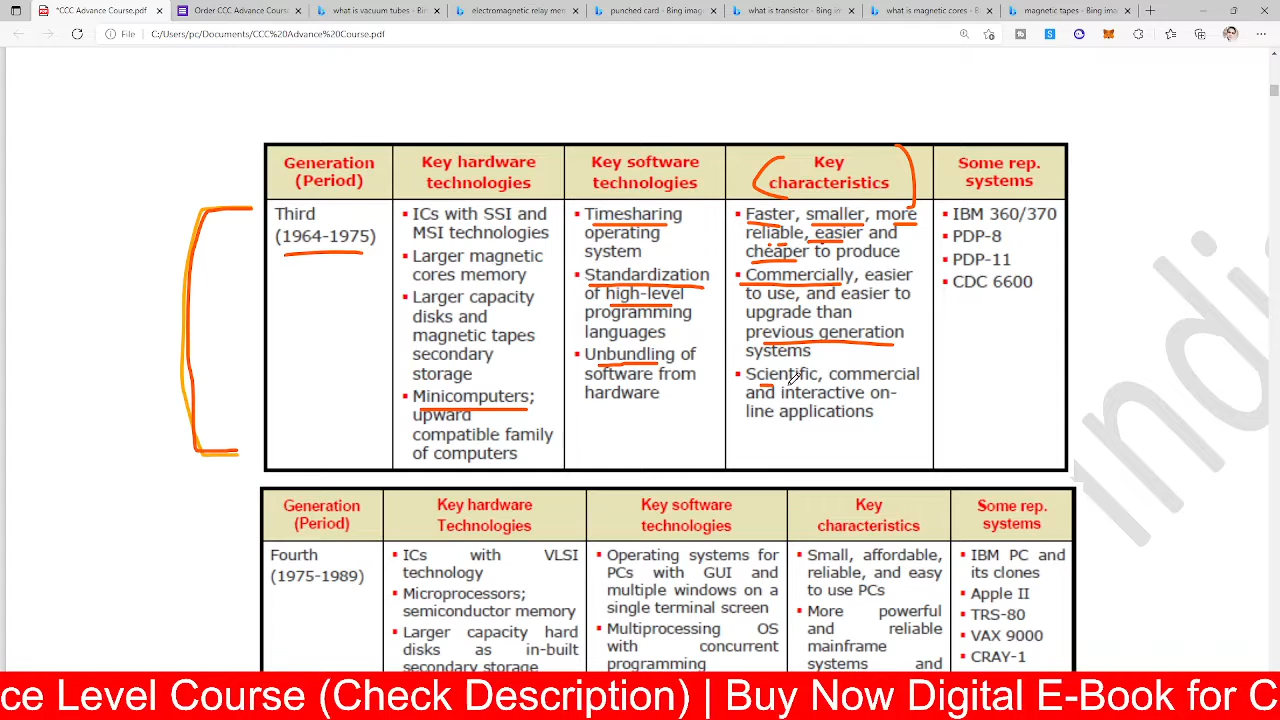 *CCC Advance Course.pdf
Order CCC Advance Course
what is vacuum tubes - Bi
electromagnetic relay mem
punched card - Bing imag
what is transistor - Bing im
what is magnetic cores - B
magnetic tapes - Bing ima
File
C:/Users/pc/Documents/CCC%20Advance%20Course.pdf
Generation
(Period)
Key hardware
technologies
Key software
technologies
Key
characteristics
Some rep.
systems
Third
(1964-1975)
ICs with SSI and
MSI technologies
Larger magnetic
cores memory
Larger capacity
disks and
magnetic tapes
secondary
storage
Minicomputers;
upward
compatible family
of computers
Timesharing
operating
system
Standardization
of high-level
programming
languages
Unbundling of
software from
hardware
Faster, smaller, more
reliable, easier and
cheaper to produce
Commercially, easier
to use, and easier to
upgrade than
previous generation
systems
Scientific, commercial
and interactive on-
line applications
IBM 360/370
PDP-8
PDP-11
CDC 6600
Generation
(Period)
Key hardware
Technologies
Key software
technologies
Key
characteristics
Some rep.
systems
Fourth
(1975-1989)
ICs with VLSI
technology
Microprocessors;
semiconductor memory
Larger capacity hard
disks as in-built
secondary storage
Operating systems for
PCs with GUI and
multiple windows on a
single terminal screen
Multiprocessing OS
with concurrent
programming
Small, affordable,
reliable, and easy
to use PCs
More powerful
and reliable
mainframe
systems and
IBM PC and
its clones
Apple II
TRS-80
VAX 9000
CRAY-1
ce Level Course (Check Description) | Buy Now Digital E-Book for C